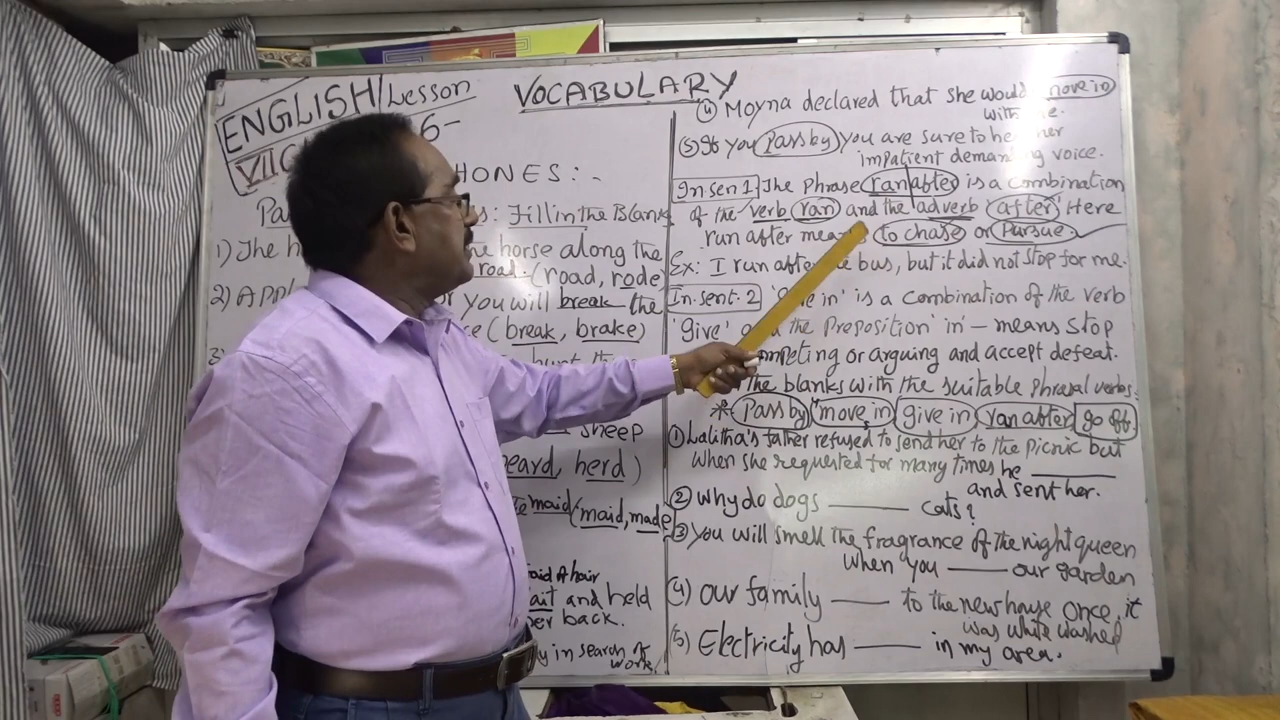 ENGLISH Lesson
VII 6-
VOCABULARY
HONES:-
Fill in the Blank
1) The horse along the
road. (road, rode)
2) you will break the
(break, brake)
3)
sheep
heard, herd)
maid (maid, made)
of hair
and held
her back.
in search of
work
4) Moyna declared that she would move in
with
5) If you Pass by you are sure to her
impatient demanding voice.
In sen 1 The Phrase ran after is a combination
of the verb ran and the adverb 'after' Here
run after means to chase or Pursue.
Ex: I run after the bus, but it did not stop for me.
In sent. 2 in' is a combination of the verb
'give' the Preposition 'in' - means stop
or arguing and accept defeat.
the blanks with the suitable phrasal verbs:
* Pass by move in give in ran after go off.
1 Lalitha's father refused to send her to the picnic but
when she requested for many times he ______
and sent her.
2 Why do dogs ______ cats?
3 You will smell the fragrance of the night queen
when you ______ our garden
(4) Our family ______ to the new house once, it
was white washed
(5) Electricity has ______ in my area.